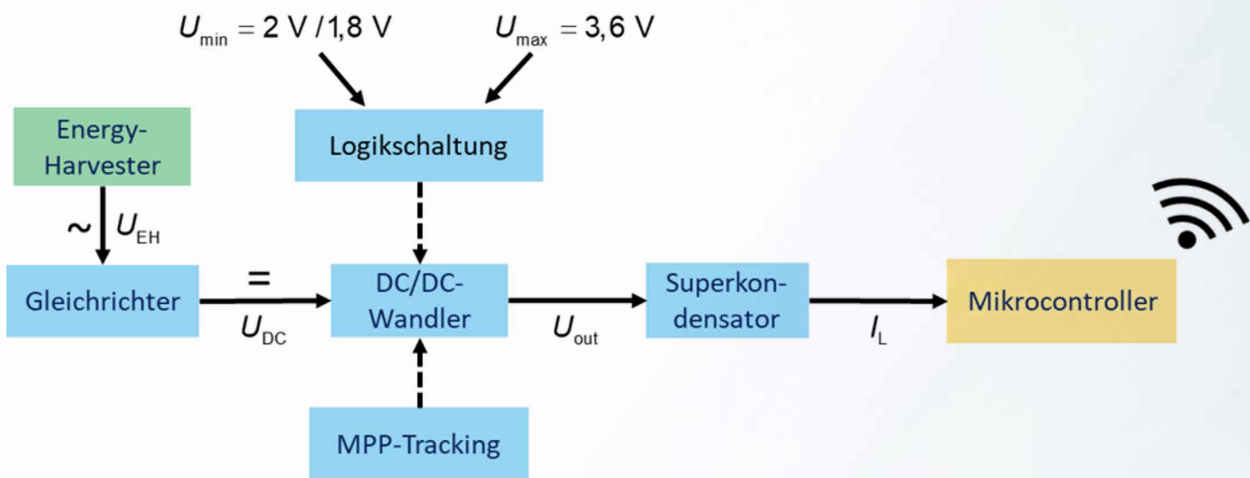 U_min = 2 V /1,8 V
U_max = 3,6 V
Energy-
Harvester
Logikschaltung
~ U_EH
Gleichrichter
=
U_DC
DC/DC-
Wandler
U_out
Superkon-
densator
I_L
Mikrocontroller
MPP-Tracking